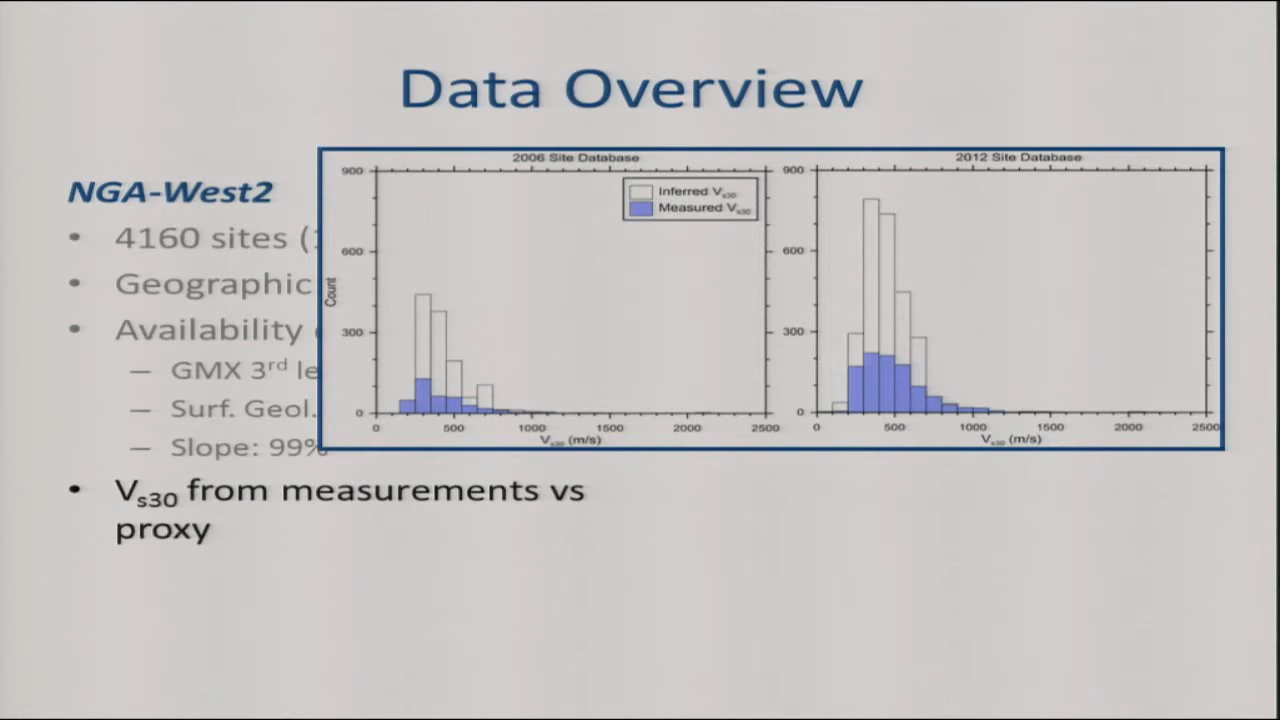 Data Overview
NGA-West2
• 4160 sites (
• Geographic
• Availability
– GMX 3rd le
– Surf. Geol.
– Slope: 99%
• Vs30 from measurements vs
proxy
2006 Site Database
900
600
300
0
Count
Inferred Vs30
Measured Vs30
0 500 1000 1500 2000 2500
Vs30 (m/s)
2012 Site Database
900
600
300
0
0 500 1000 1500 2000 2500
Vs30 (m/s)